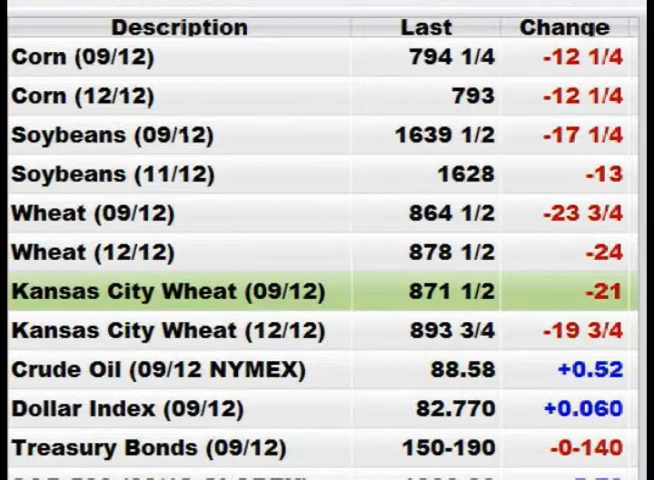 Description Last Change
Corn (09/12) 794 1/4 -12 1/4
Corn (12/12) 793 -12 1/4
Soybeans (09/12) 1639 1/2 -17 1/4
Soybeans (11/12) 1628 -13
Wheat (09/12) 864 1/2 -23 3/4
Wheat (12/12) 878 1/2 -24
Kansas City Wheat (09/12) 871 1/2 -21
Kansas City Wheat (12/12) 893 3/4 -19 3/4
Crude Oil (09/12 NYMEX) 88.58 +0.52
Dollar Index (09/12) 82.770 +0.060
Treasury Bonds (09/12) 150-190 -0-140